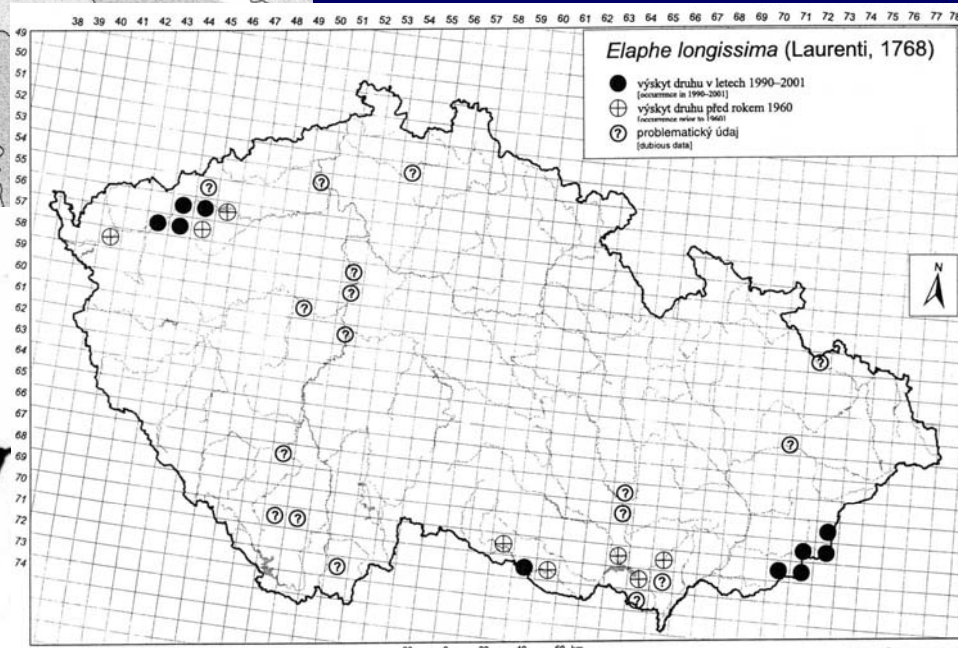 38 39 40 41 42 43 44 45 46 47 48 49 50 51 52 53 54 55 56 57 58 59 60 61 62 63 64 65 66 67 68 69 70 71 72 73 74 75 76 77 78
49
50
51
52
53
54
55
56
57
58
59
60
61
62
63
64
65
66
67
68
69
70
71
72
73
74
Elaphe longissima (Laurenti, 1768)
výskyt druhu v letech 1990–2001
[occurrence in 1990–2001]
výskyt druhu před rokem 1960
[occurrence prior to 1960]
? problematický údaj
[dubious data]
N